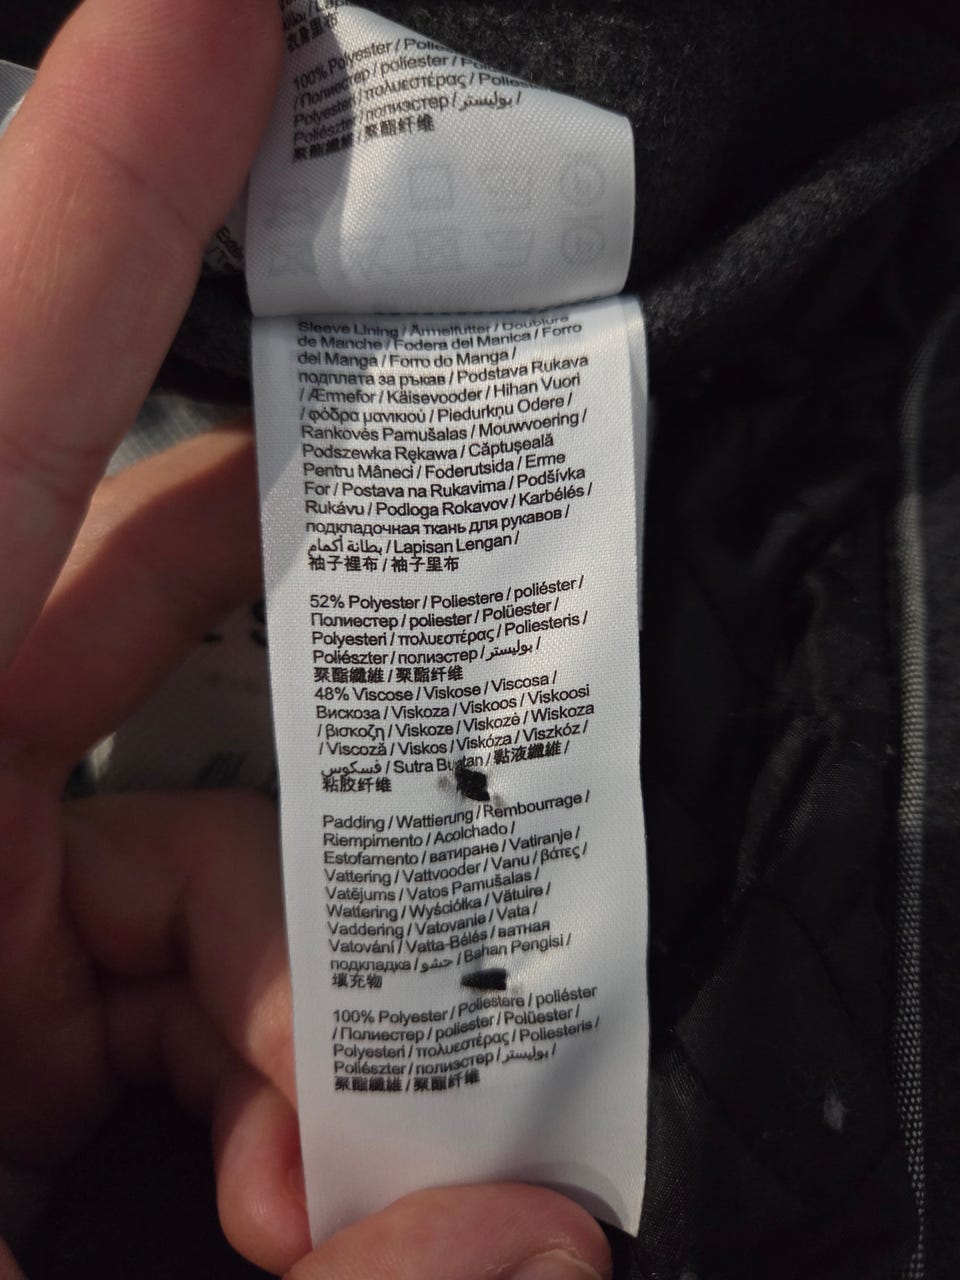 100% Polyester /
/ Полиестер / poliester /
Polyesteri / πολυεστέρας /
Poliészter / полиэстер / بوليستر /
聚酯纖維 / 聚酯纤维
Sleeve Lining / Ärmelfutter / Doublure
de Manche / Fodera del Manica / Forro
del Manga / Forro do Manga /
подплата за ръкав / Podstava Rukava
/ Ærmefor / Käisevooder / Hihan Vuori
/ φόδρα μανικιού / Piedurkņu Odere /
Rankovės Pamušalas / Mouwvoering /
Podszewka Rękawa / Căptușeală
Pentru Mâneci / Foderutsida / Erme
For / Postava na Rukavima / Podšívka
Rukávu / Podloga Rokavov / Karbélés /
подкладочная ткань для рукавов /
بطانة أكمام / Lapisan Lengan /
袖子裡布 / 袖子里布
52% Polyester / Poliestere / poliéster /
Полиестер / poliester / Polüester /
Polyesteri / πολυεστέρας / Poliesteris /
Poliészter / полиэстер / بوليستر /
聚酯纖維 / 聚酯纤维
48% Viscose / Viskose / Viscosa /
Вискоза / Viskoza / Viskoos / Viskoosi
/ βισκοζη / Viskoze / Viskozė / Wiskoza
/ Viscoză / Viskos / Viskóza / Viszkóz /
فسكوس / Sutra Buatan / 黏液纖維 /
粘胶纤维
Padding / Wattierung / Rembourrage /
Riempimento / Acolchado /
Estofamento / ватиране / Vatiranje /
Vattering / Vattvooder / Vanu / βάτες /
Vatējums / Vatos Pamušalas /
Wattering / Wyściółka / Vătuire /
Vaddering / Vatovanie / Vata /
Vatování / Vatta-Bélés / ватная
подкладка / حشو / Bahan Pengisi /
填充物
100% Polyester / Poliestere / poliéster
/ Полиестер / poliester / Polüester /
Polyesteri / πολυεστέρας / Poliesteris /
Poliészter / полиэстер / بوليستر /
聚酯纖維 / 聚酯纤维